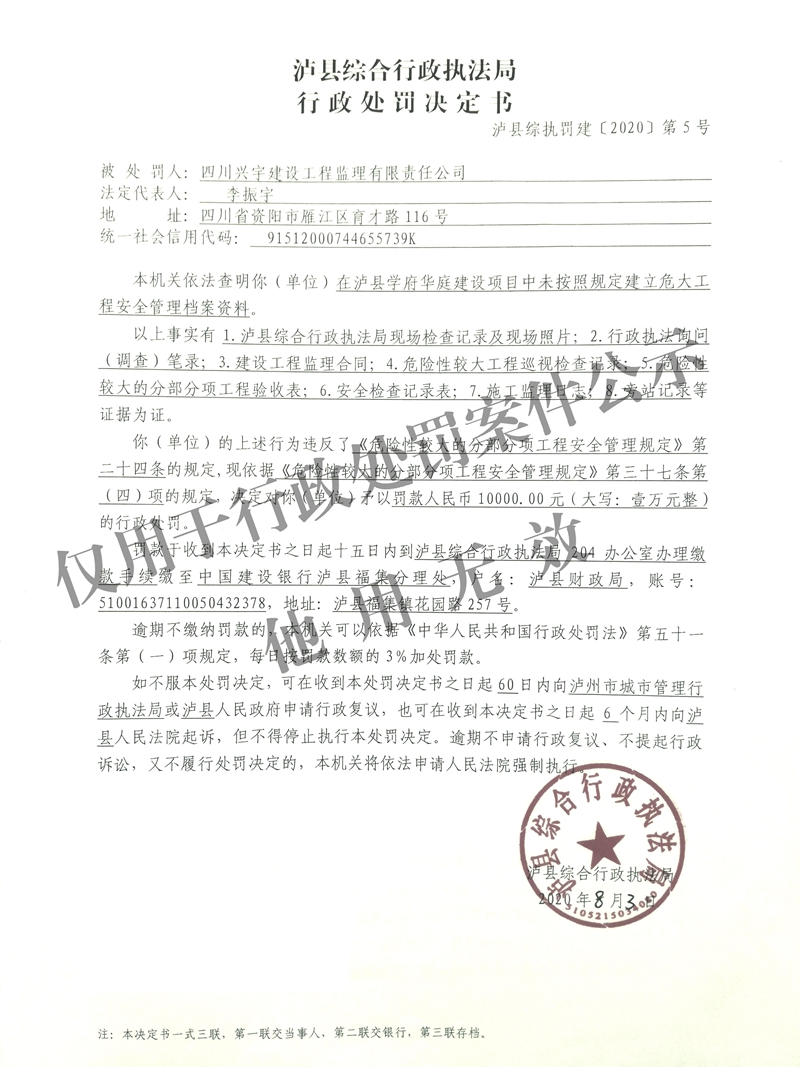 泸县综合行政执法局
行政处罚决定书
泸县综执罚建〔2020〕第5号
被处罚人：四川兴宇建设工程监理有限责任公司
法定代表人：李振宇
地 址：四川省资阳市雁江区育才路116号
统一社会信用代码：91512000744655739K
本机关依法查明你（单位）在泸县学府华庭建设项目中未按照规定建立危大工
程安全管理档案资料。
以上事实有1.泸县综合行政执法局现场检查记录及现场照片；2.行政执法询问
（调查）笔录；3.建设工程监理合同；4.危险性较大工程巡视检查记录；5.危险性
较大的分部分项工程验收表；6.安全检查记录表；7.施工监理日志；8.旁站记录等
证据为证。
你（单位）的上述行为违反了《危险性较大的分部分项工程安全管理规定》第
二十四条的规定，现依据《危险性较大的分部分项工程安全管理规定》第三十七条第
（四）项的规定，决定对你（单位）予以罚款人民币10000.00元（大写：壹万元整）
的行政处罚。
罚款于收到本决定书之日起十五日内到泸县综合行政执法局204办公室办理缴
款手续缴至中国建设银行泸县福集分理处，户名：泸县财政局，账号：
51001637110050432378，地址：泸县福集镇花园路257号。
逾期不缴纳罚款的，本机关可以依据《中华人民共和国行政处罚法》第五十一
条第（一）项规定，每日按罚款数额的3%加处罚款。
如不服本处罚决定，可在收到本处罚决定书之日起60日内向泸州市城市管理行
政执法局或泸县人民政府申请行政复议，也可在收到本决定书之日起6个月内向泸
县人民法院起诉，但不得停止执行本处罚决定。逾期不申请行政复议、不提起行政
诉讼，又不履行处罚决定的，本机关将依法申请人民法院强制执行。
泸县综合行政执法局
2020年8月3日
泸县综合行政执法局
5105215034020
注：本决定书一式三联，第一联交当事人，第二联交银行，第三联存档。
仅用于行政处罚案件公示
他用无效